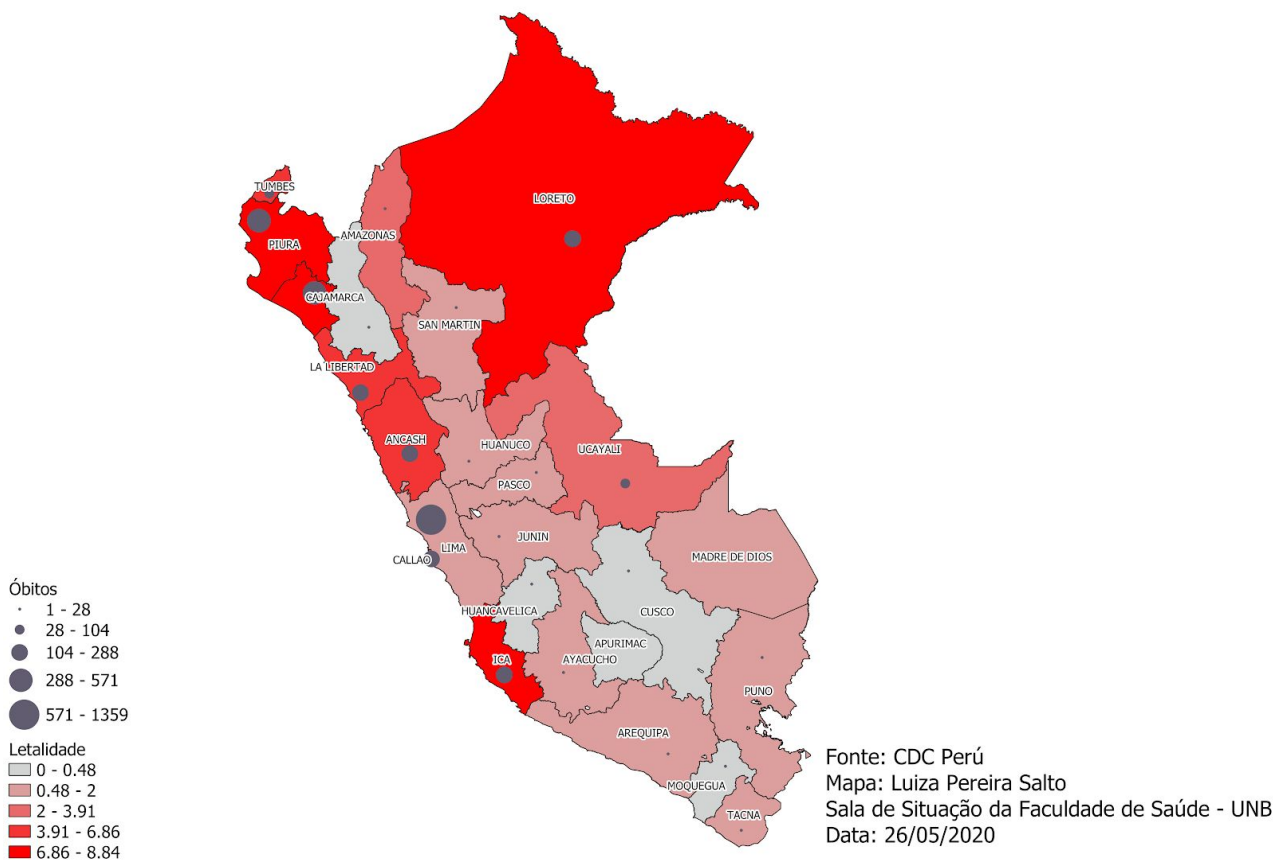 TUMBES
LORETO
PIURA
AMAZONAS
CAJAMARCA
SAN MARTIN
LA LIBERTAD
ANCASH
HUANUCO
UCAYALI
PASCO
JUNIN
LIMA
CALLAO
MADRE DE DIOS
HUANCAVELICA
CUSCO
APURIMAC
ICA
AYACUCHO
PUNO
AREQUIPA
MOQUEGUA
TACNA
Óbitos
1 - 28
28 - 104
104 - 288
288 - 571
571 - 1359
Letalidade
0 - 0.48
0.48 - 2
2 - 3.91
3.91 - 6.86
6.86 - 8.84
Fonte: CDC Perú
Mapa: Luiza Pereira Salto
Sala de Situação da Faculdade de Saúde - UNB
Data: 26/05/2020